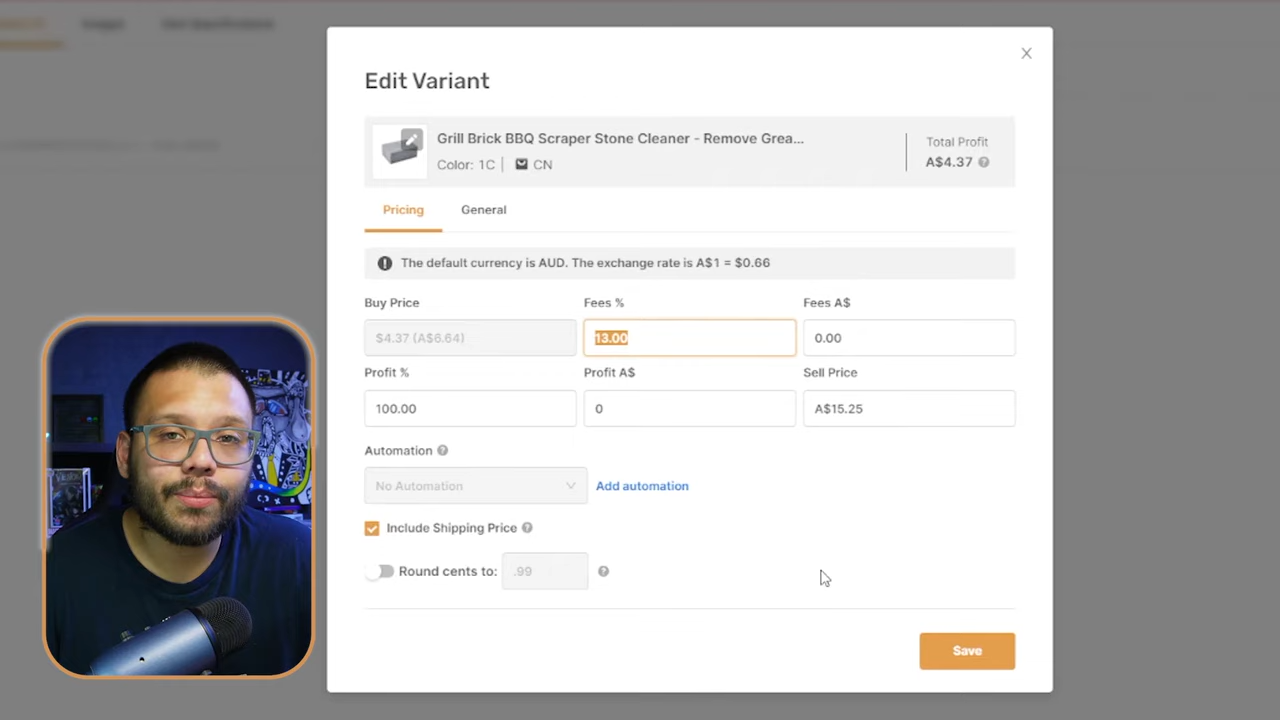 Edit Variant
Grill Brick BBQ Scraper Stone Cleaner - Remove Grea...
Color: 1C | CN
Total Profit
A$4.37
Pricing
General
The default currency is AUD. The exchange rate is A$1 = $0.66
Buy Price
Fees %
Fees A$
$4.37 (A$6.64)
13.00
0.00
Profit %
Profit A$
Sell Price
100.00
0
A$15.25
Automation
No Automation
Add automation
Include Shipping Price
Round cents to:
.99
Save